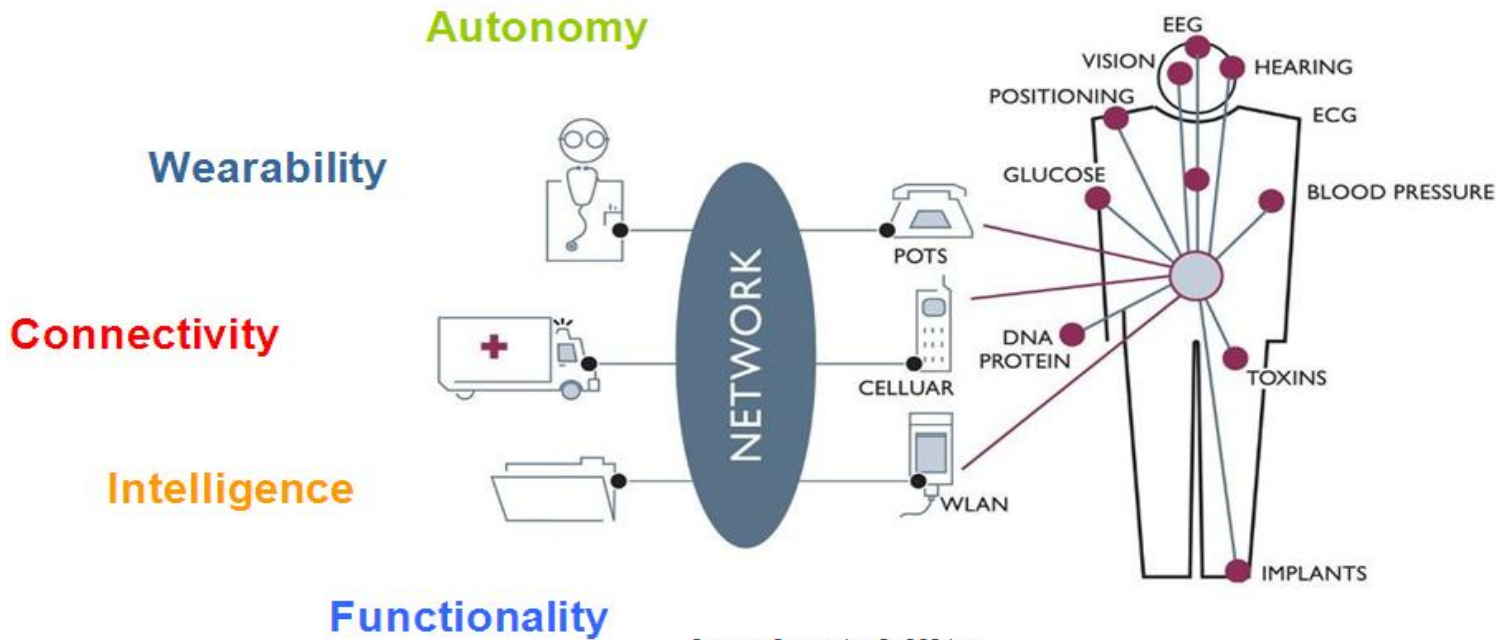 Autonomy
EEG
VISION
HEARING
POSITIONING
ECG
Wearability
GLUCOSE
BLOOD PRESSURE
POTS
NETWORK
Connectivity
DNA
PROTEIN
CELLUAR
TOXINS
Intelligence
WLAN
IMPLANTS
Functionality